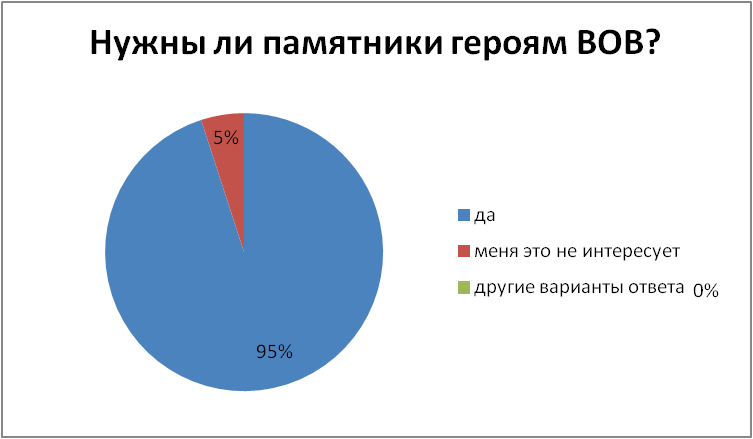 Нужны ли памятники героям ВОВ?
5%
95%
да
меня это не интересует
другие варианты ответа 0%